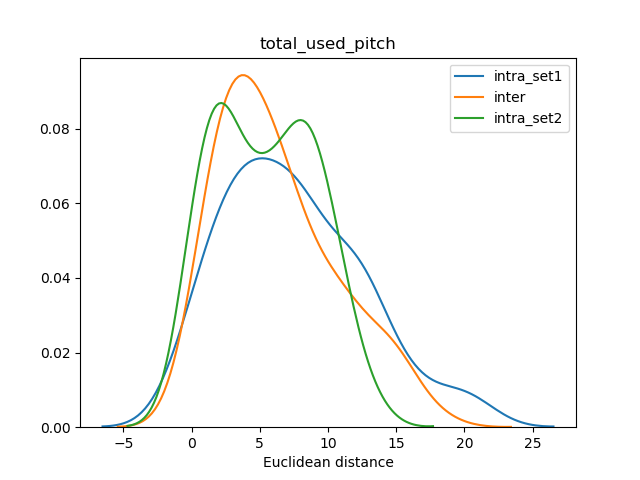 total_used_pitch
intra_set1
inter
intra_set2
0.08
0.06
0.04
0.02
0.00
−5
0
5
10
15
20
25
Euclidean distance